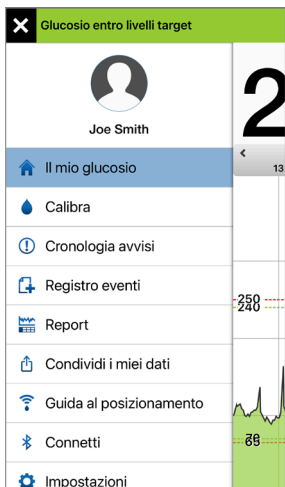 Glucosio entro livelli target
Joe Smith
2
Il mio glucosio
13
Calibra
Cronologia avvisi
Registro eventi
250
240
Report
Condividi i miei dati
Guida al posizionamento
70
65
Connetti
Impostazioni